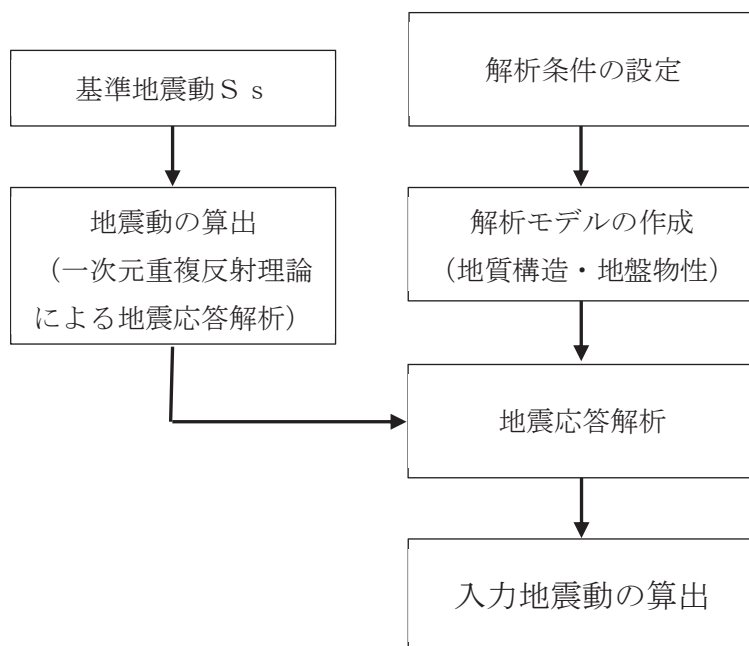 基準地震動Ｓｓ
地震動の算出
（一次元重複反射理論
による地震応答解析）
解析条件の設定
解析モデルの作成
（地質構造・地盤物性）
地震応答解析
入力地震動の算出